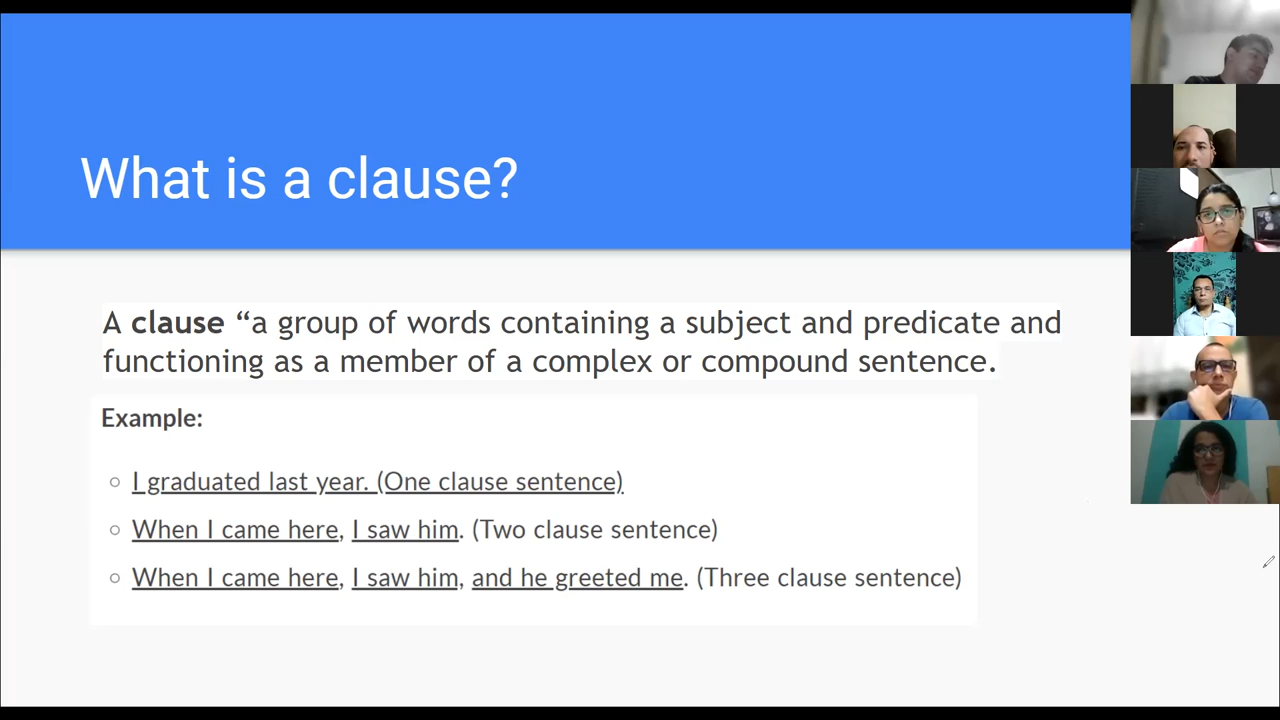 What is a clause?
A clause “a group of words containing a subject and predicate and
functioning as a member of a complex or compound sentence.
Example:
I graduated last year. (One clause sentence)
When I came here, I saw him. (Two clause sentence)
When I came here, I saw him, and he greeted me. (Three clause sentence)